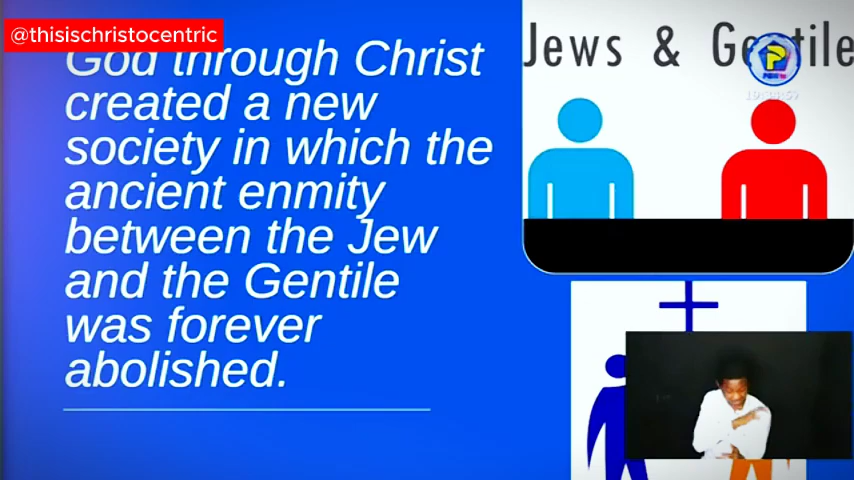 @thisischristocentric
God through Christ
created a new
society in which the
ancient enmity
between the Jew
and the Gentile
was forever
abolished.
Jews &
P